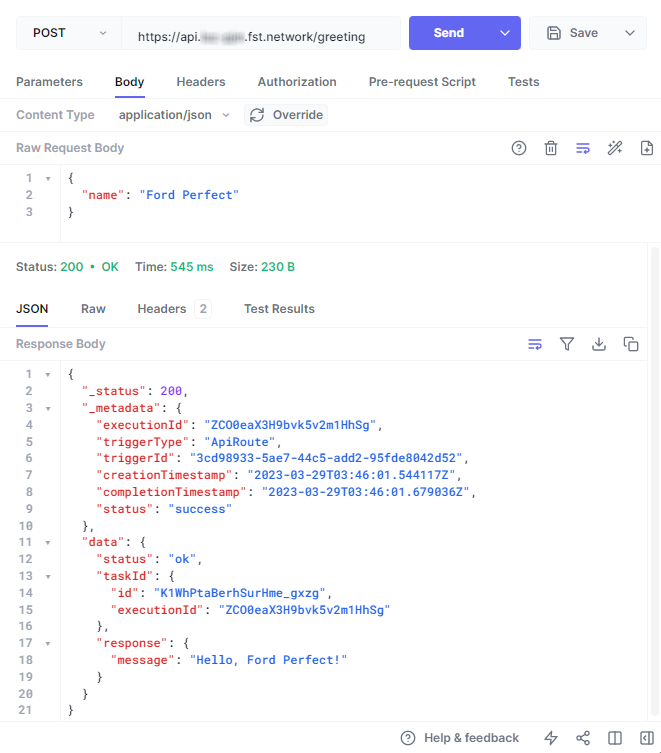 POST https://api. .fst.network/greeting Send Save
Parameters Body Headers Authorization Pre-request Script Tests
Content Type application/json Override
Raw Request Body
1 {
2 "name": "Ford Perfect"
3 }
Status: 200 • OK Time: 545 ms Size: 230 B
JSON Raw Headers 2 Test Results
Response Body
1 {
2 "_status": 200,
3 "_metadata": {
4 "executionId": "ZCO0eaX3H9bvk5v2m1HhSg",
5 "triggerType": "ApiRoute",
6 "triggerId": "3cd98933-5ae7-44c5-add2-95fde8042d52",
7 "creationTimestamp": "2023-03-29T03:46:01.544117Z",
8 "completionTimestamp": "2023-03-29T03:46:01.679036Z",
9 "status": "success"
10 },
11 "data": {
12 "status": "ok",
13 "taskId": {
14 "id": "K1WhPtaBerhSurHme_gxzg",
15 "executionId": "ZCO0eaX3H9bvk5v2m1HhSg"
16 },
17 "response": {
18 "message": "Hello, Ford Perfect!"
19 }
20 }
21 }
Help & feedback